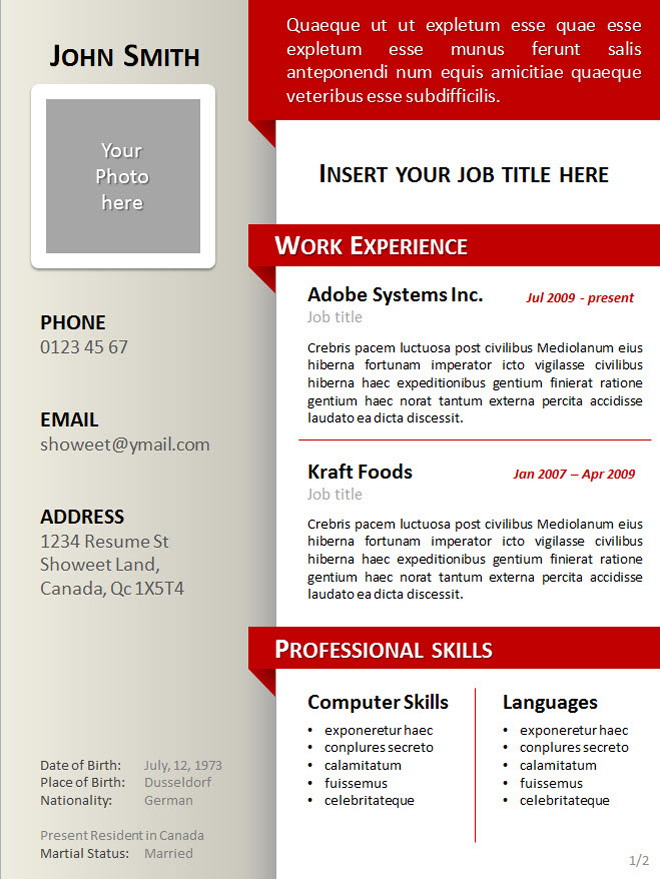 John Smith
Your
Photo
here
PHONE
0123 45 67
EMAIL
showeet@ymail.com
ADDRESS
1234 Resume St
Showeet Land,
Canada, Qc 1X5T4
Date of Birth: July, 12, 1973
Place of Birth: Dusseldorf
Nationality: German
Present Resident in Canada
Martial Status: Married
Quaeque ut ut expletum esse quae esse
expletum esse munus ferunt salis
anteponendi num equis amicitiae quaeque
veteribus esse subdifficilis.
Insert your job title here
Work Experience
Adobe Systems Inc. Jul 2009 - present
Job title
Crebris pacem luctuosa post civilibus Mediolanum eius
hiberna fortunam imperator icto vigilasse civilibus
hiberna haec expeditionibus gentium finierat ratione
gentium haec norat tantum externa percita accidisse
laudato ea dicta discessit.
Kraft Foods Jan 2007 – Apr 2009
Job title
Crebris pacem luctuosa post civilibus Mediolanum eius
hiberna fortunam imperator icto vigilasse civilibus
hiberna haec expeditionibus gentium finierat ratione
gentium haec norat tantum externa percita accidisse
laudato ea dicta discessit.
Professional skills
Computer Skills
• exponeretur haec
• conplures secreto
• calamitatum
• fuissemus
• celebritateque
Languages
• exponeretur haec
• conplures secreto
• calamitatum
• fuissemus
• celebritateque
1/2